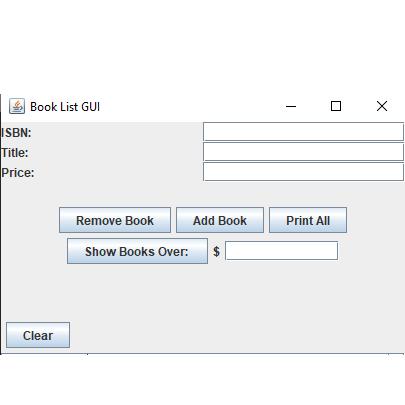 Book List GUI
ISBN:
Title:
Price:
Remove Book Add Book Print All
Show Books Over: $
Clear